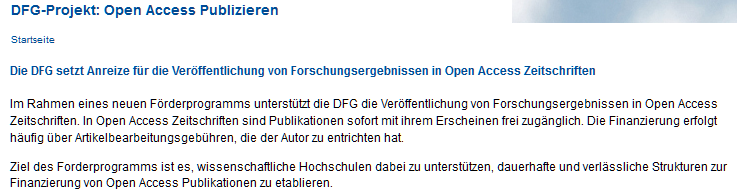 DFG-Projekt: Open Access Publizieren
Startseite
Die DFG setzt Anreize für die Veröffentlichung von Forschungsergebnissen in Open Access Zeitschriften
Im Rahmen eines neuen Förderprogramms unterstützt die DFG die Veröffentlichung von Forschungsergebnissen in Open Access
Zeitschriften. In Open Access Zeitschriften sind Publikationen sofort mit ihrem Erscheinen frei zugänglich. Die Finanzierung erfolgt
häufig über Artikelbearbeitungsgebühren, die der Autor zu entrichten hat.
Ziel des Forderprogramms ist es, wissenschaftliche Hochschulen dabei zu unterstützen, dauerhafte und verlässliche Strukturen zur
Finanzierung von Open Access Publikationen zu etablieren.